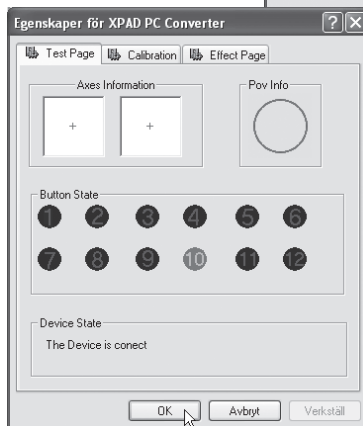 Egenskaper för XPAD PC Converter
Test Page Calibration Effect Page
Axes Information Pov Info
Button State
1 2 3 4 5 6
7 8 9 10 11 12
Device State
The Device is conect
OK Avbryt Verkställ